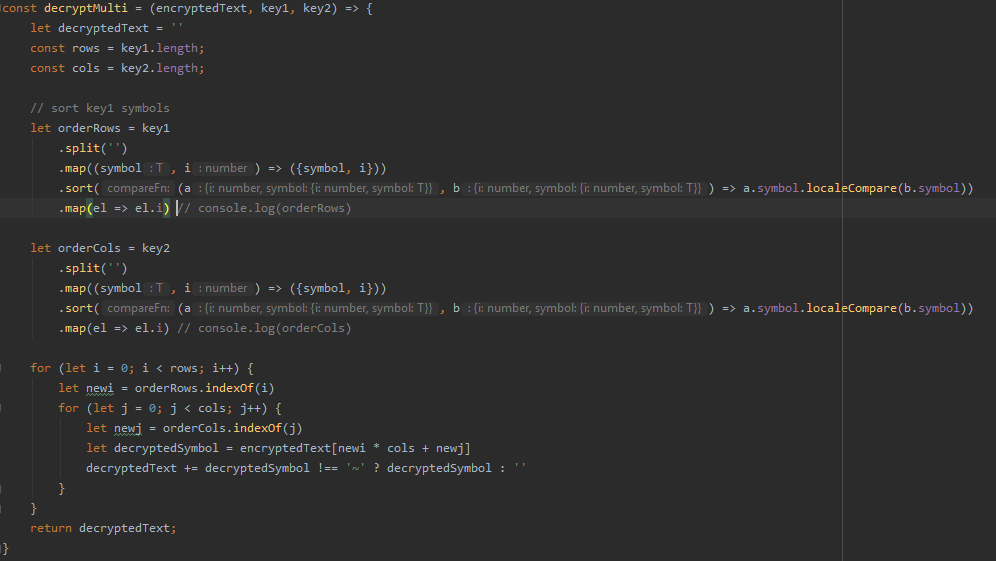 const decryptMulti = (encryptedText, key1, key2) => {
    let decryptedText = ''
    const rows = key1.length;
    const cols = key2.length;
    // sort key1 symbols
    let orderRows = key1
        .split('')
        .map((symbol : T , i : number ) => ({symbol, i}))
        .sort( compareFn: (a : {i: number, symbol: {i: number, symbol: T}} , b : {i: number, symbol: {i: number, symbol: T}} ) => a.symbol.localeCompare(b.symbol))
        .map(el => el.i) // console.log(orderRows)
    let orderCols = key2
        .split('')
        .map((symbol : T , i : number ) => ({symbol, i}))
        .sort( compareFn: (a : {i: number, symbol: {i: number, symbol: T}} , b : {i: number, symbol: {i: number, symbol: T}} ) => a.symbol.localeCompare(b.symbol))
        .map(el => el.i) // console.log(orderCols)
    for (let i = 0; i < rows; i++) {
        let newi = orderRows.indexOf(i)
        for (let j = 0; j < cols; j++) {
            let newj = orderCols.indexOf(j)
            let decryptedSymbol = encryptedText[newi * cols + newj]
            decryptedText += decryptedSymbol !== '~' ? decryptedSymbol : ''
        }
    }
    return decryptedText;
}